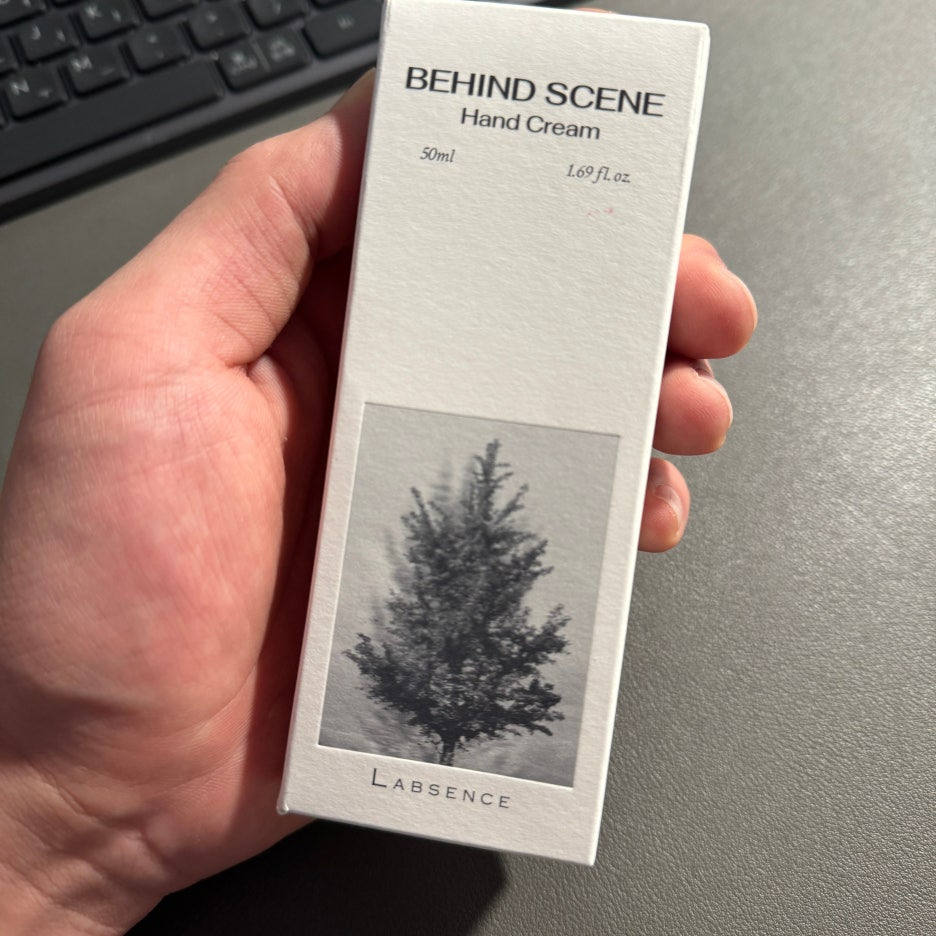 J
K
L
N
M
BEHIND SCENE
Hand Cream
50ml 1.69 fl. oz.
LABSENCE